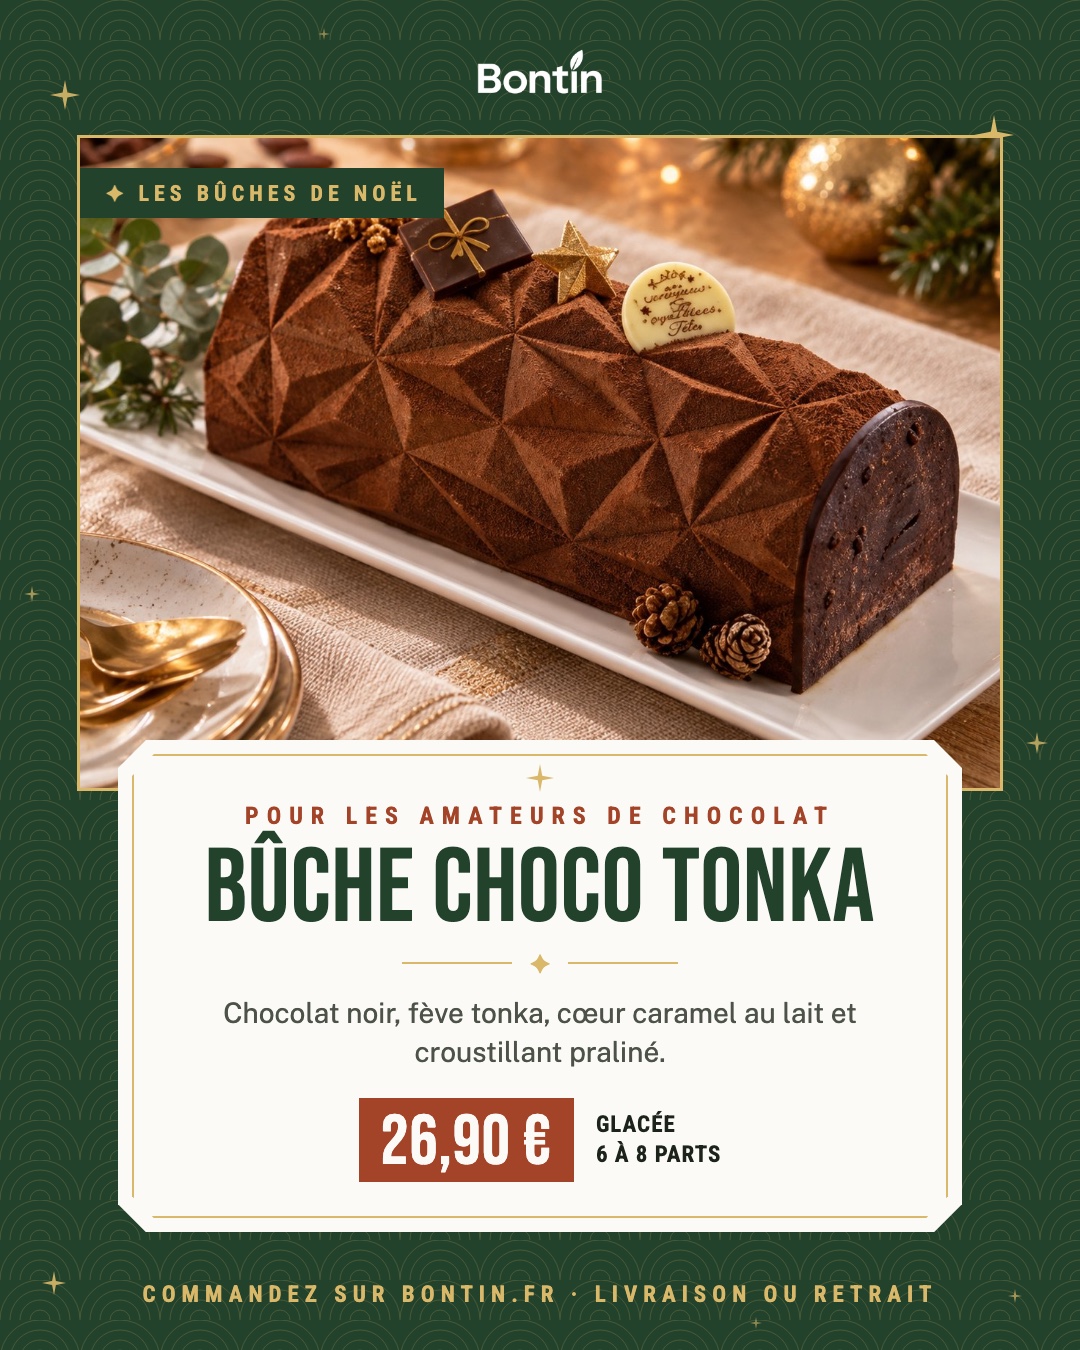 Bontin
LES BÛCHES DE NOËL
Fête
POUR LES AMATEURS DE CHOCOLAT
BÛCHE CHOCO TONKA
Chocolat noir, fève tonka, cœur caramel au lait et
croustillant praliné.
26,90 €
GLACÉE
6 À 8 PARTS
COMMANDEZ SUR BONTIN.FR · LIVRAISON OU RETRAIT